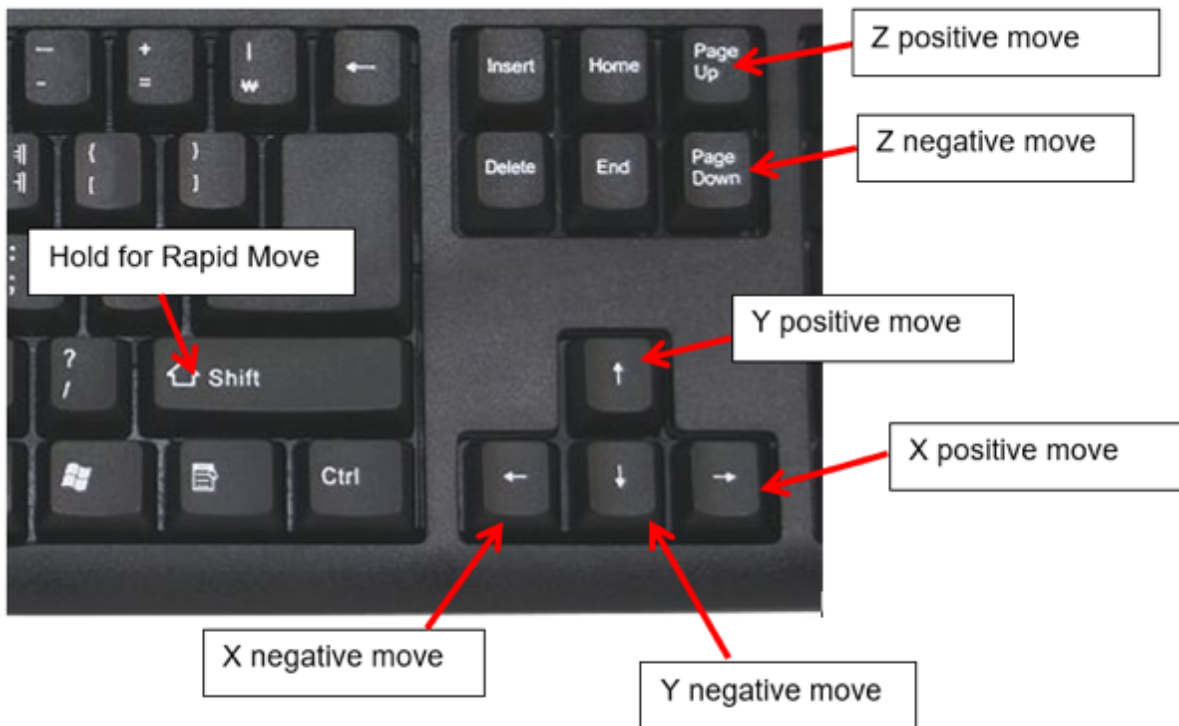 —
-
+
=
|
₩
←
Insert
Home
Page
Up
Z positive move
Z negative move
{
[
}
]
Delete
End
Page
Down
Hold for Rapid Move
:
;
Y positive move
?
/
Shift
↑
X positive move
Ctrl
←
↓
→
X negative move
Y negative move